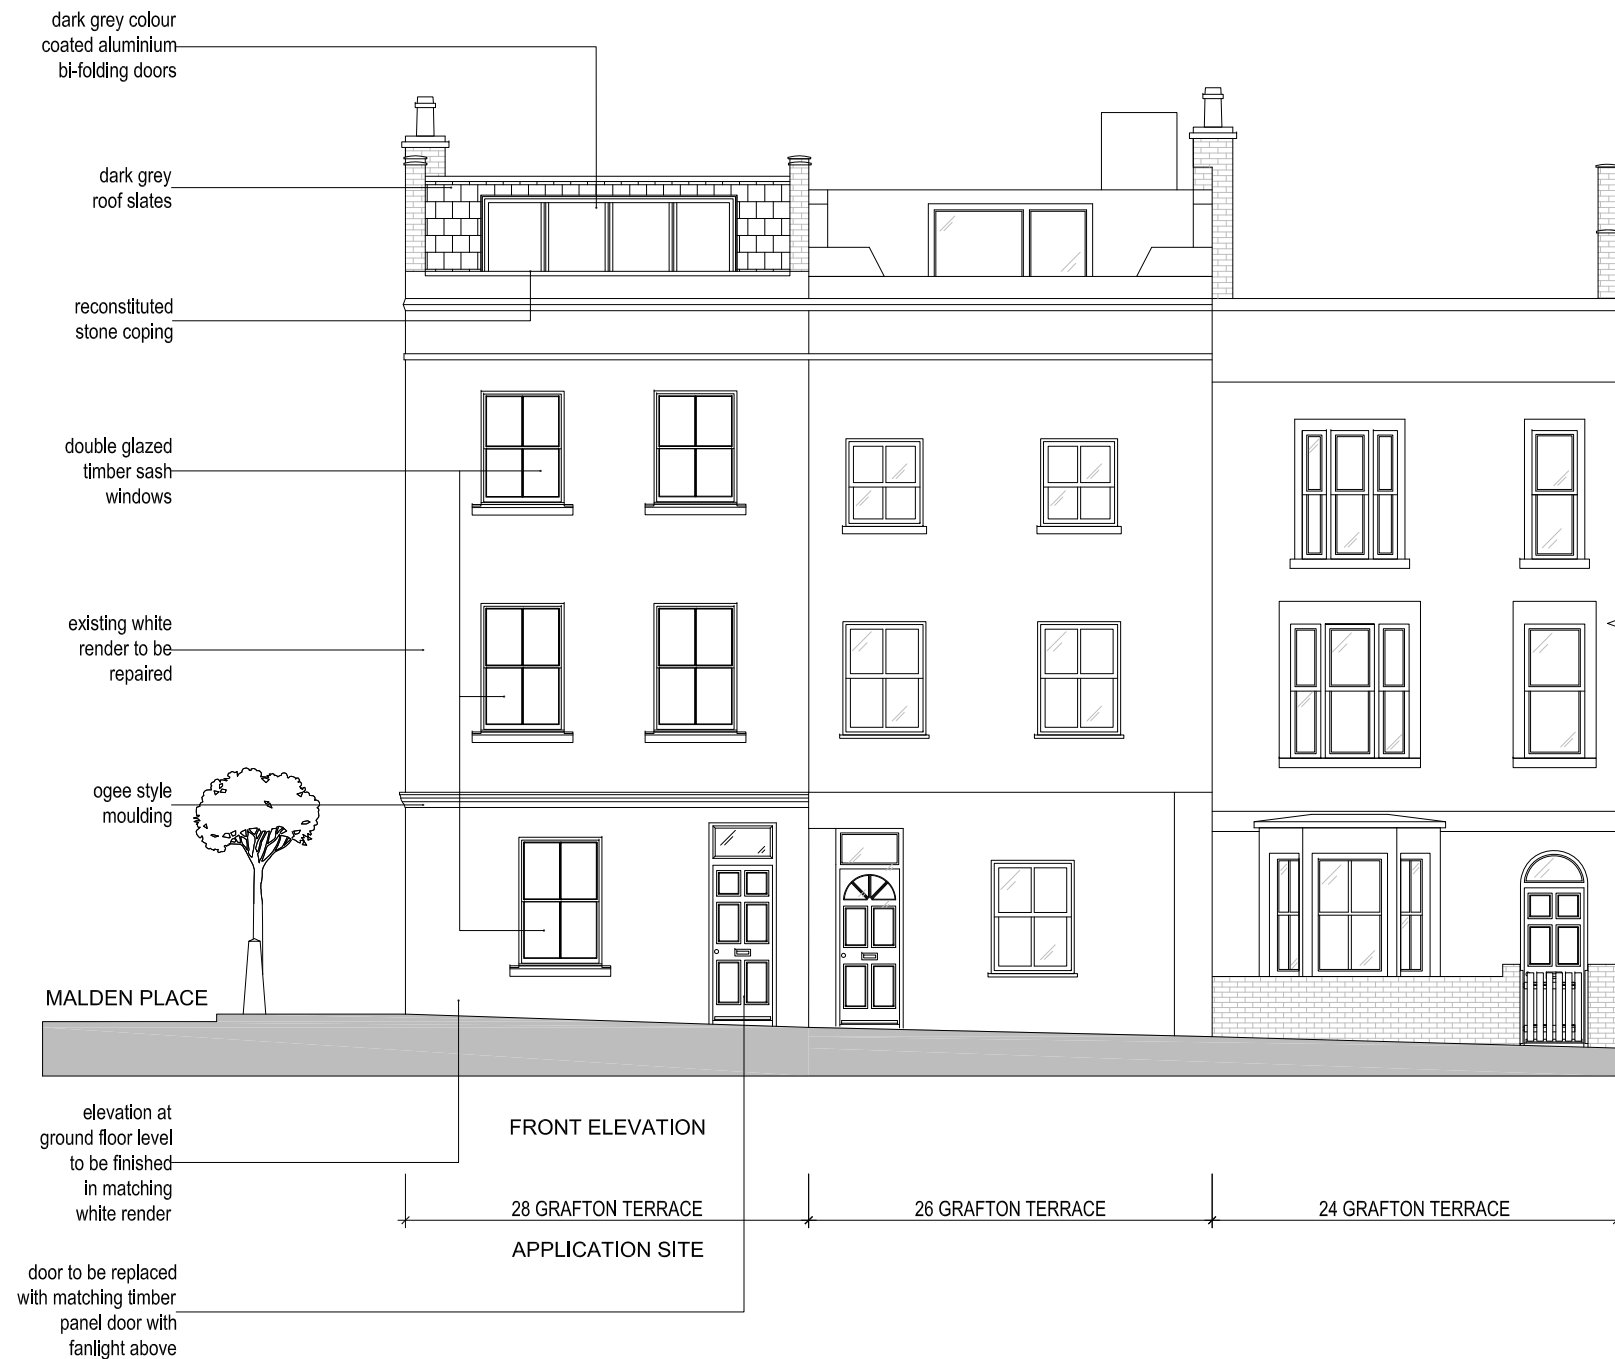 dark grey colour
coated aluminium
bi-folding doors
dark grey
roof slates
reconstituted
stone coping
double glazed
timber sash
windows
existing white
render to be
repaired
ogee style
moulding
MALDEN PLACE
elevation at
ground floor level
to be finished
in matching
white render
door to be replaced
with matching timber
panel door with
fanlight above
FRONT ELEVATION
28 GRAFTON TERRACE
26 GRAFTON TERRACE
24 GRAFTON TERRACE
APPLICATION SITE